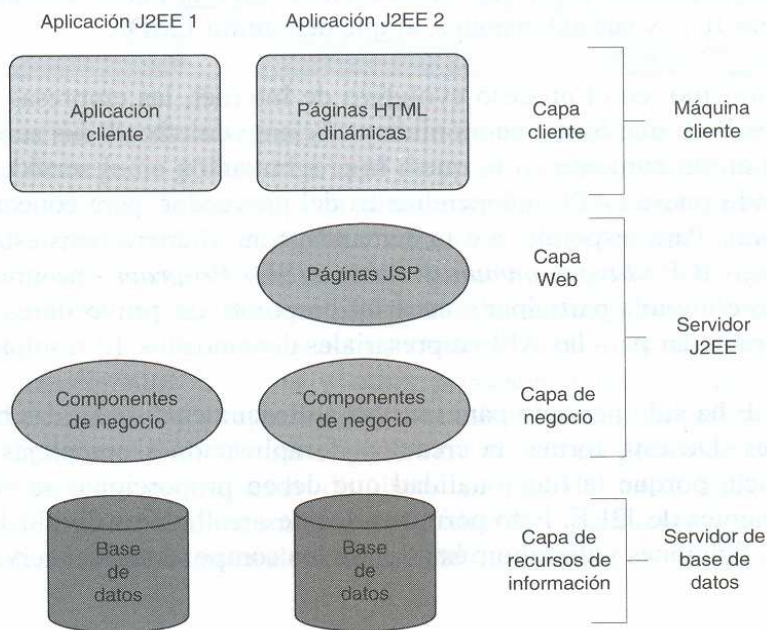 Aplicación J2EE 1
Aplicación J2EE 2
Aplicación
cliente
Páginas HTML
dinámicas
Capa
cliente
Máquina
cliente
Páginas JSP
Capa
Web
Servidor
J2EE
Componentes
de negocio
Componentes
de negocio
Capa de
negocio
Base
de
datos
Base
de
datos
Capa de
recursos de
información
Servidor de
base de
datos